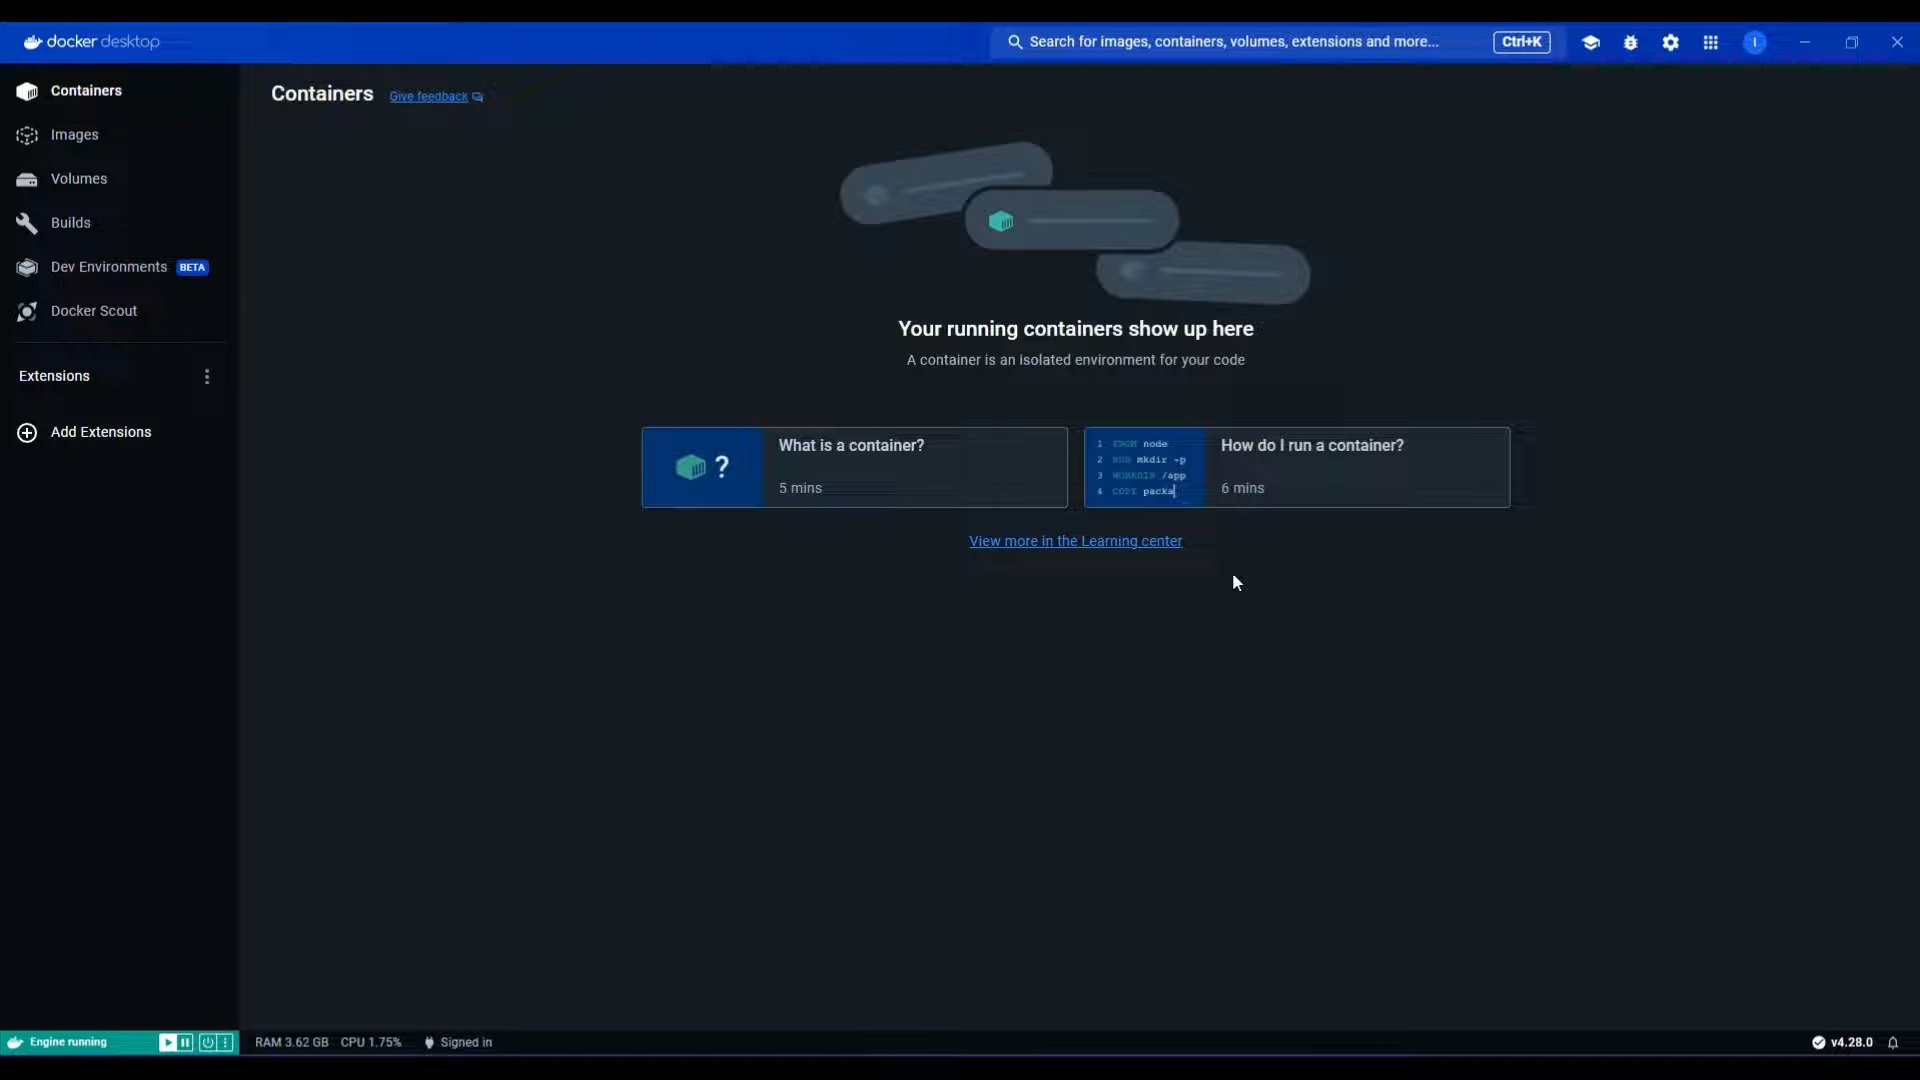 docker desktop
Search for images, containers, volumes, extensions and more...
Ctrl+K
I
Containers
Images
Volumes
Builds
Dev Environments BETA
Docker Scout
Extensions
Add Extensions
Containers Give feedback
Your running containers show up here
A container is an isolated environment for your code
?
What is a container?
5 mins
1 FROM node
2 RUN mkdir -p
3 WORKDIR /app
4 COPY packa
How do I run a container?
6 mins
View more in the Learning center
Engine running
RAM 3.62 GB CPU 1.75% Signed in
v4.28.0